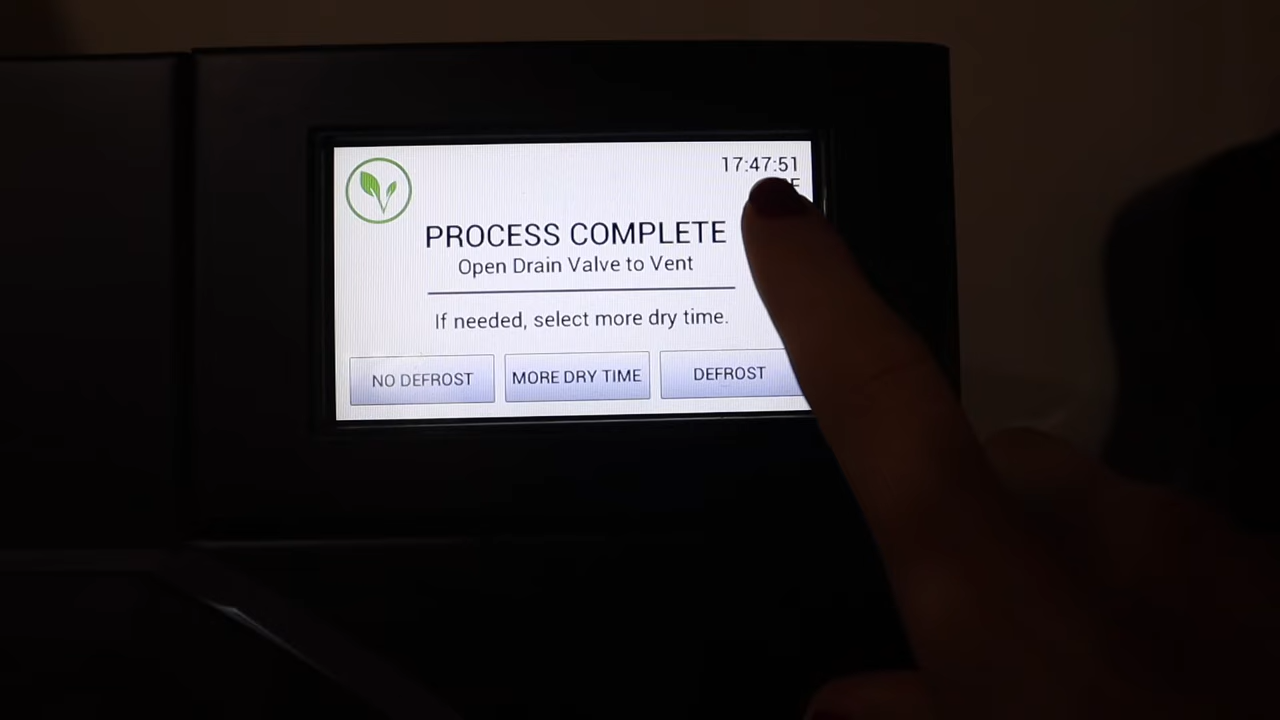 17:47:51
PROCESS COMPLETE
Open Drain Valve to Vent
If needed, select more dry time.
NO DEFROST
MORE DRY TIME
DEFROST